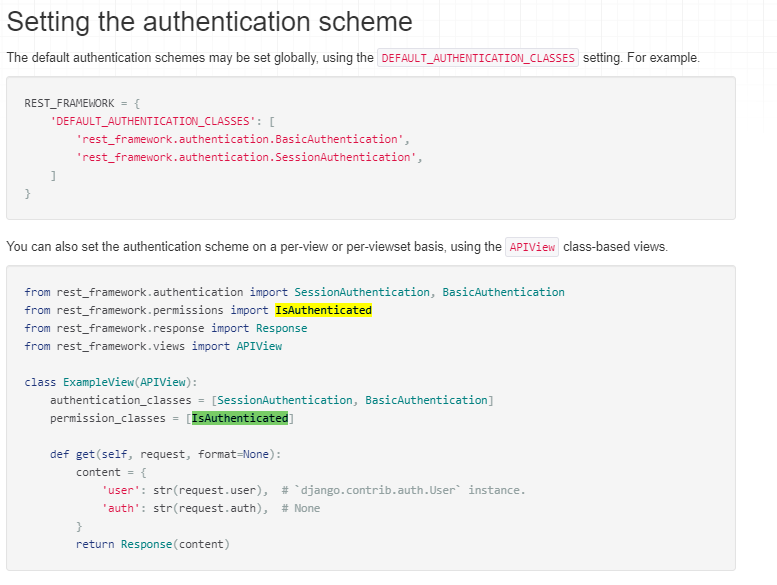 Setting the authentication scheme
The default authentication schemes may be set globally, using the DEFAULT_AUTHENTICATION_CLASSES setting. For example.
REST_FRAMEWORK = {
    'DEFAULT_AUTHENTICATION_CLASSES': [
        'rest_framework.authentication.BasicAuthentication',
        'rest_framework.authentication.SessionAuthentication',
    ]
}
You can also set the authentication scheme on a per-view or per-viewset basis, using the APIView class-based views.
from rest_framework.authentication import SessionAuthentication, BasicAuthentication
from rest_framework.permissions import IsAuthenticated
from rest_framework.response import Response
from rest_framework.views import APIView
class ExampleView(APIView):
    authentication_classes = [SessionAuthentication, BasicAuthentication]
    permission_classes = [IsAuthenticated]
    def get(self, request, format=None):
        content = {
            'user': str(request.user),  # `django.contrib.auth.User` instance.
            'auth': str(request.auth),  # None
        }
        return Response(content)